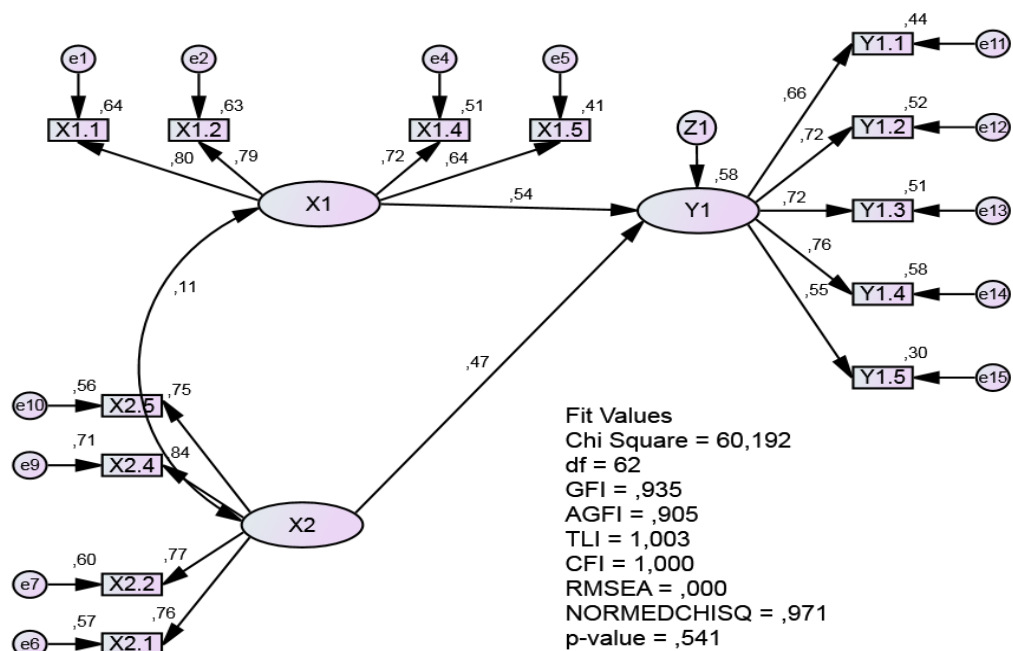 e1
e2
e4
e5
,64
,63
,51
,41
X1.1
X1.2
X1.4
X1.5
,80
,79
,72
,64
X1
,54
Z1
,58
Y1
,44
Y1.1
e11
,66
,52
Y1.2
e12
,72
,51
Y1.3
e13
,72
,76
,58
Y1.4
e14
,55
,30
Y1.5
e15
,11
,47
,56
e10
X2.5
,75
,71
e9
X2.4
,84
X2
,60
e7
X2.2
,77
,57
e6
X2.1
,76
Fit Values
Chi Square = 60,192
df = 62
GFI = ,935
AGFI = ,905
TLI = 1,003
CFI = 1,000
RMSEA = ,000
NORMEDCHISQ = ,971
p-value = ,541